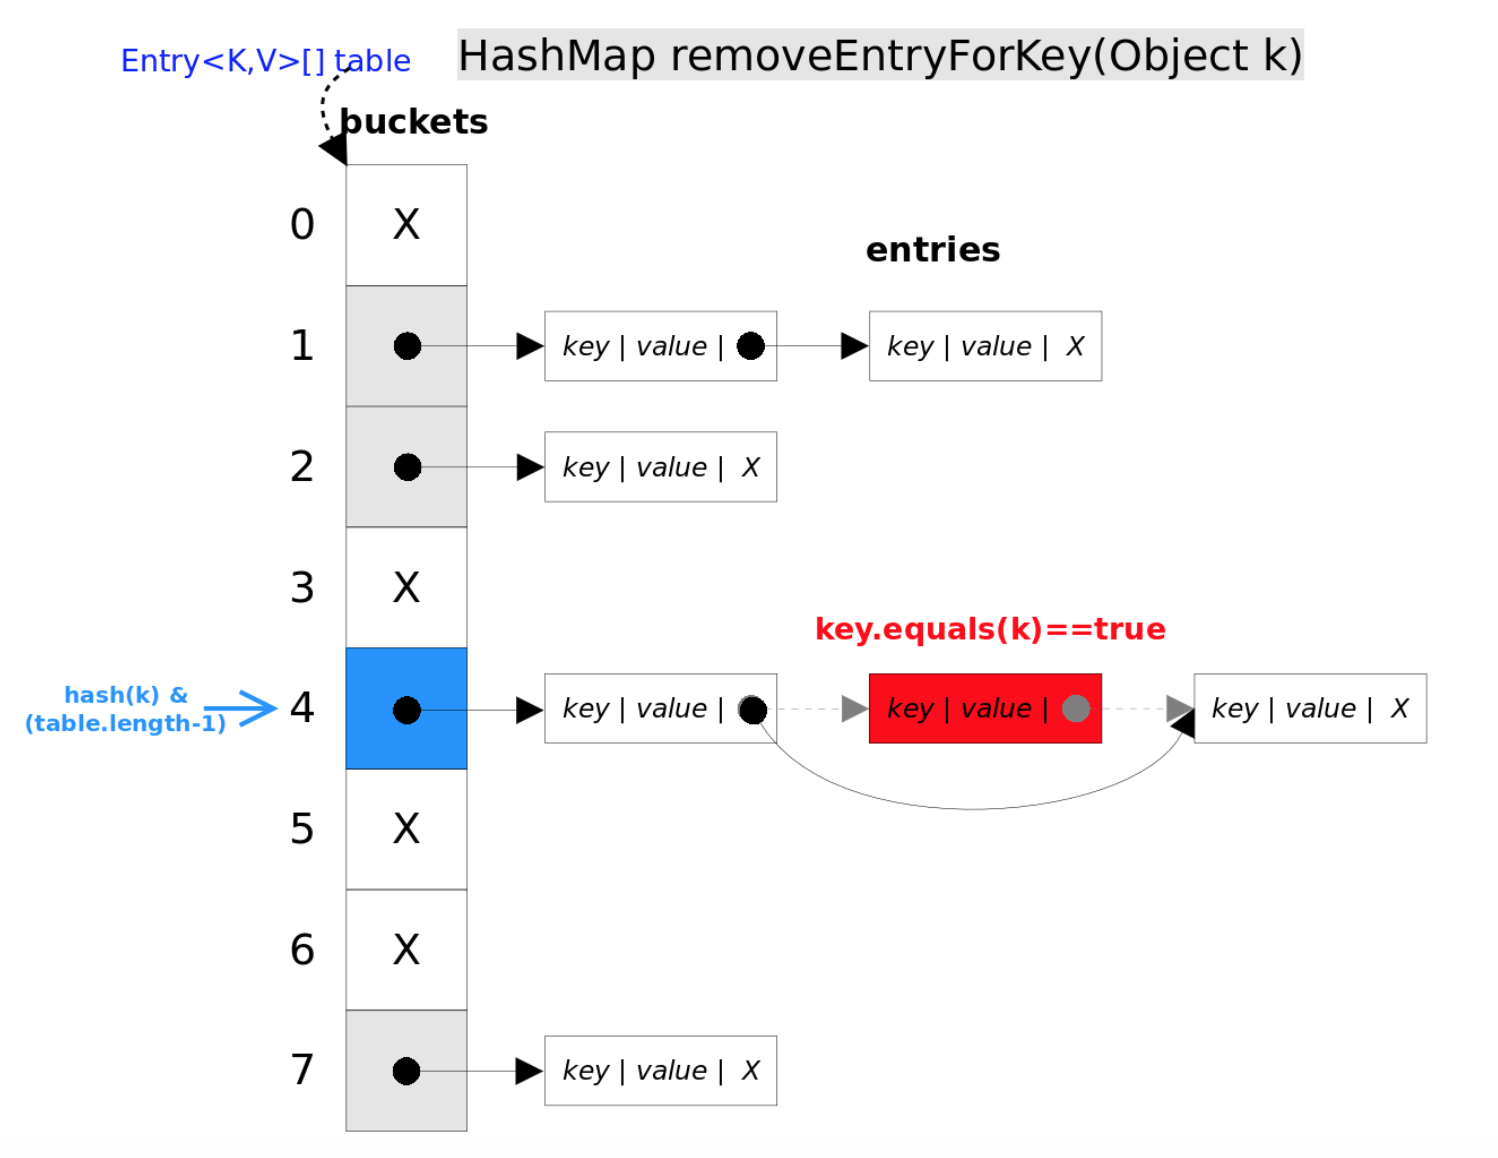 Entry<K,V>[] table
HashMap removeEntryForKey(Object k)
buckets
0 X
entries
1 key | value | key | value | X
2 key | value | X
3 X
key.equals(k)==true
hash(k) &
(table.length-1)
4 key | value | key | value | key | value | X
5 X
6 X
7 key | value | X